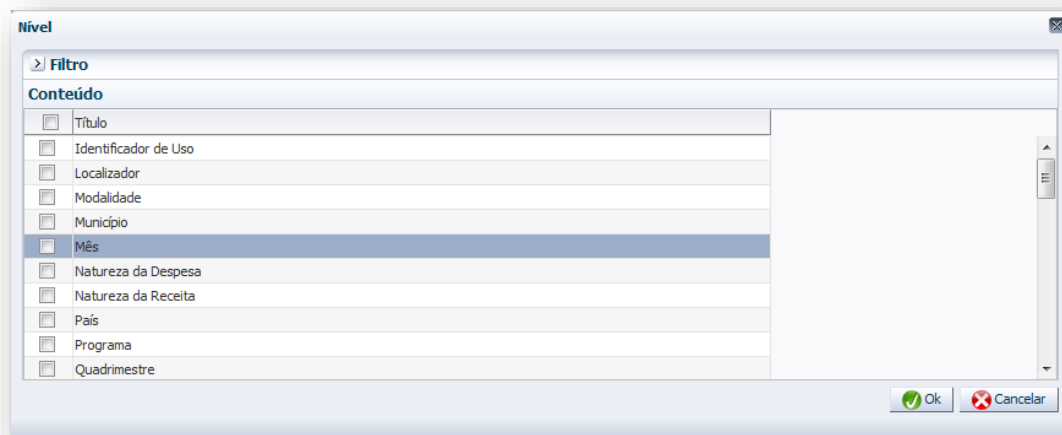 Nível
Filtro
Conteúdo
Título
Identificador de Uso
Localizador
Modalidade
Município
Mês
Natureza da Despesa
Natureza da Receita
País
Programa
Quadrimestre
Ok Cancelar